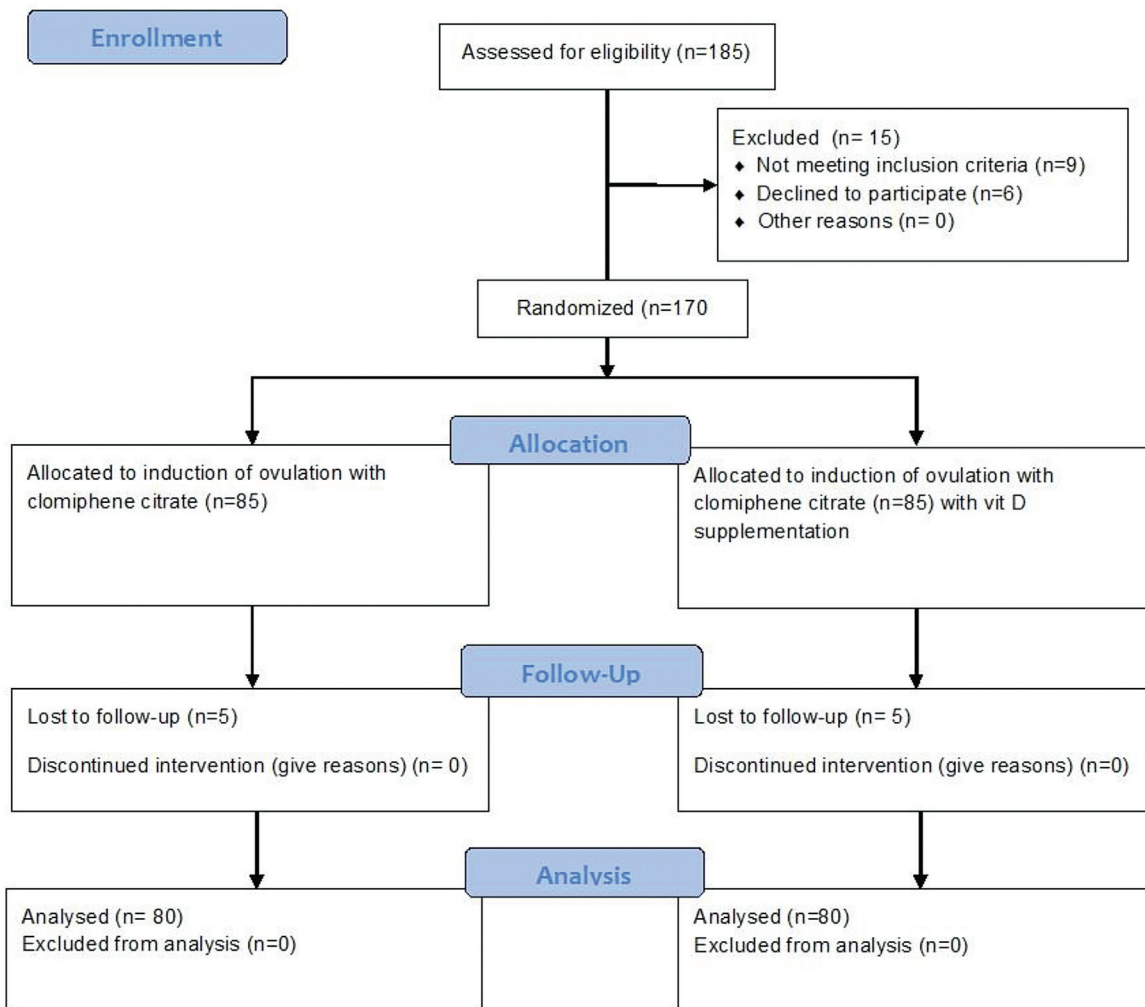 Enrollment
Assessed for eligibility (n=185)
Excluded (n= 15)
♦ Not meeting inclusion criteria (n=9)
♦ Declined to participate (n=6)
♦ Other reasons (n= 0)
Randomized (n=170
Allocation
Allocated to induction of ovulation with
clomiphene citrate (n=85)
Allocated to induction of ovulation with
clomiphene citrate (n=85) with vit D
supplementation
Follow-Up
Lost to follow-up (n=5)
Discontinued intervention (give reasons) (n= 0)
Lost to follow-up (n= 5)
Discontinued intervention (give reasons) (n=0)
Analysis
Analysed (n= 80)
Excluded from analysis (n=0)
Analysed (n=80)
Excluded from analysis (n=0)